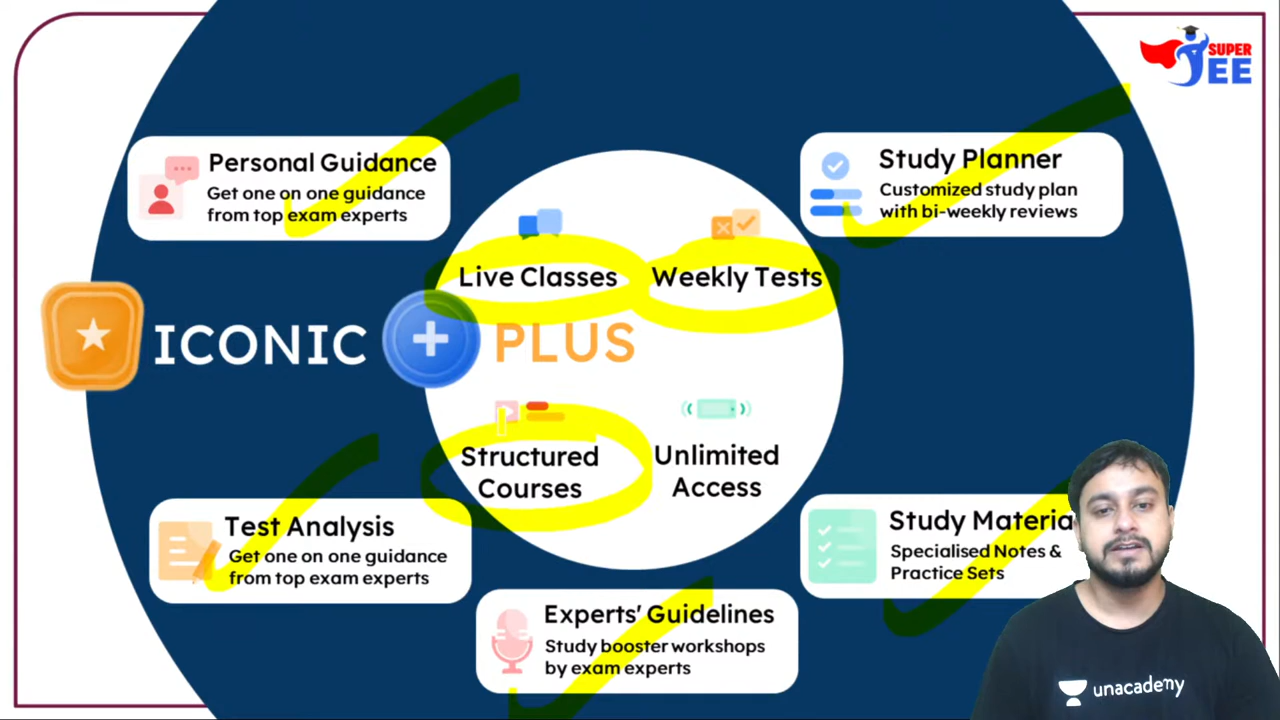 SUPER
JEE
Personal Guidance
Get one on one guidance
from top exam experts
Study Planner
Customized study plan
with bi-weekly reviews
Live Classes
Weekly Tests
ICONIC
PLUS
Structured
Courses
Unlimited
Access
Test Analysis
Get one on one guidance
from top exam experts
Study Materia
Specialised Notes &
Practice Sets
Experts' Guidelines
Study booster workshops
by exam experts
unacademy